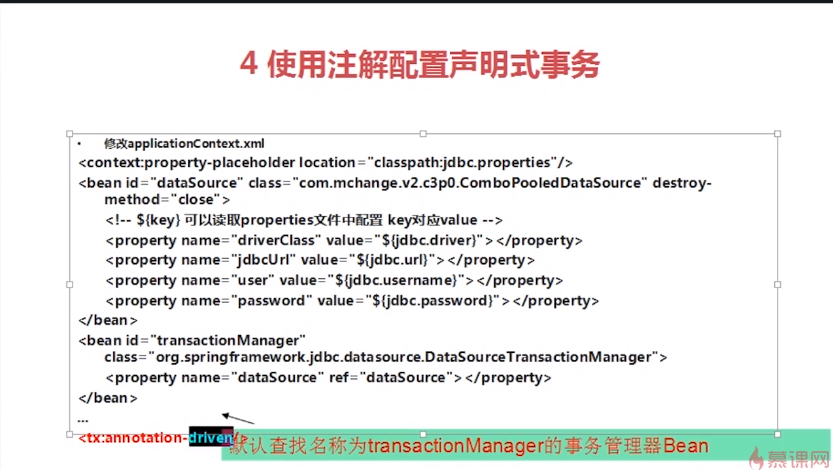 4 使用注解配置声明式事务
• 修改applicationContext.xml
<context:property-placeholder location="classpath:jdbc.properties"/>
<bean id="dataSource" class="com.mchange.v2.c3p0.ComboPooledDataSource" destroy-
method="close">
<!-- ${key} 可以读取properties文件中配置 key对应value -->
<property name="driverClass" value="${jdbc.driver}"></property>
<property name="jdbcUrl" value="${jdbc.url}"></property>
<property name="user" value="${jdbc.username}"></property>
<property name="password" value="${jdbc.password}"></property>
</bean>
<bean id="transactionManager"
class="org.springframework.jdbc.datasource.DataSourceTransactionManager">
<property name="dataSource" ref="dataSource"></property>
</bean>
...
<tx:annotation-driven/>
默认查找名称为transactionManager的事务管理器Bean
慕课网